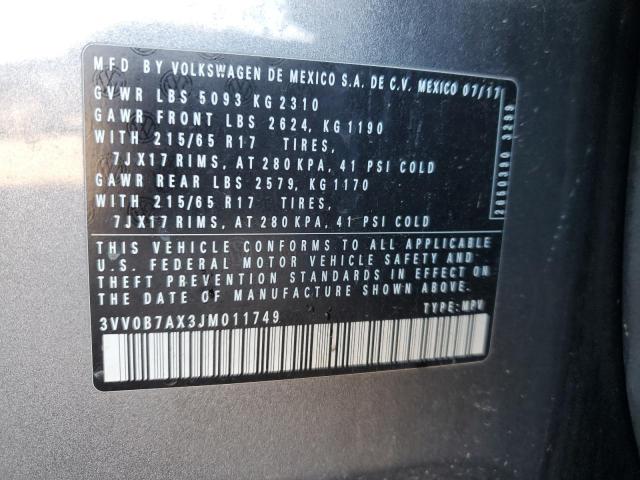 MFD BY VOLKSWAGEN DE MEXICO S.A. DE C.V. MEXICO 07/17
GVWR LBS 5093 KG 2310
GAWR FRONT LBS 2624, KG 1190
WITH 215/65 R17 TIRES,
7JX17 RIMS, AT 280 KPA, 41 PSI COLD
GAWR REAR LBS 2579, KG 1170
WITH 215/65 R17 TIRES,
7JX17 RIMS, AT 280 KPA, 41 PSI COLD
THIS VEHICLE CONFORMS TO ALL APPLICABLE
U.S. FEDERAL MOTOR VEHICLE SAFETY AND
THEFT PREVENTION STANDARDS IN EFFECT ON
THE DATE OF MANUFACTURE SHOWN ABOVE.
3VV0B7AX3JM011749 TYPE: MPV